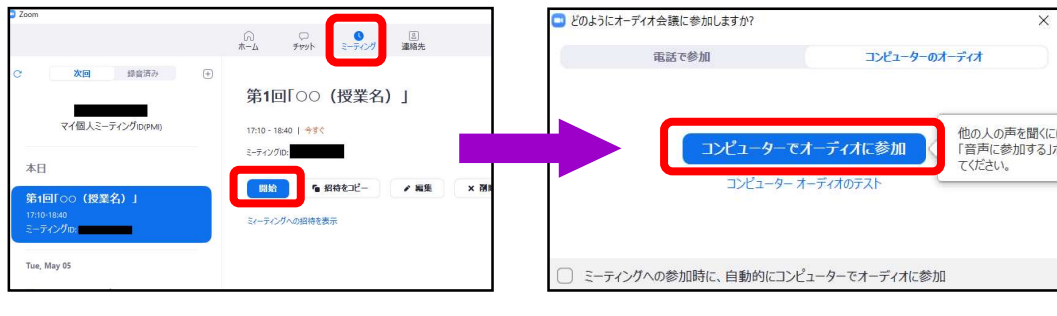 Zoom
ホーム チャット ミーティング 連絡先
次回 録音済み
マイ個人ミーティングID(PMI)
本日
第1回「○○（授業名）」
17:10-18:40
ミーティングID:
Tue, May 05
第1回「○○（授業名）」
17:10 - 18:40 | 今すぐ
ミーティングID:
開始 招待をコピー 編集 × 削
ミーティングへの招待を表示
どのようにオーディオ会議に参加しますか?
電話で参加 コンピューターのオーディオ
コンピューターでオーディオに参加
コンピューター オーディオのテスト
他の人の声を聞くに
「音声に参加する」
てください。
ミーティングへの参加時に、自動的にコンピューターでオーディオに参加